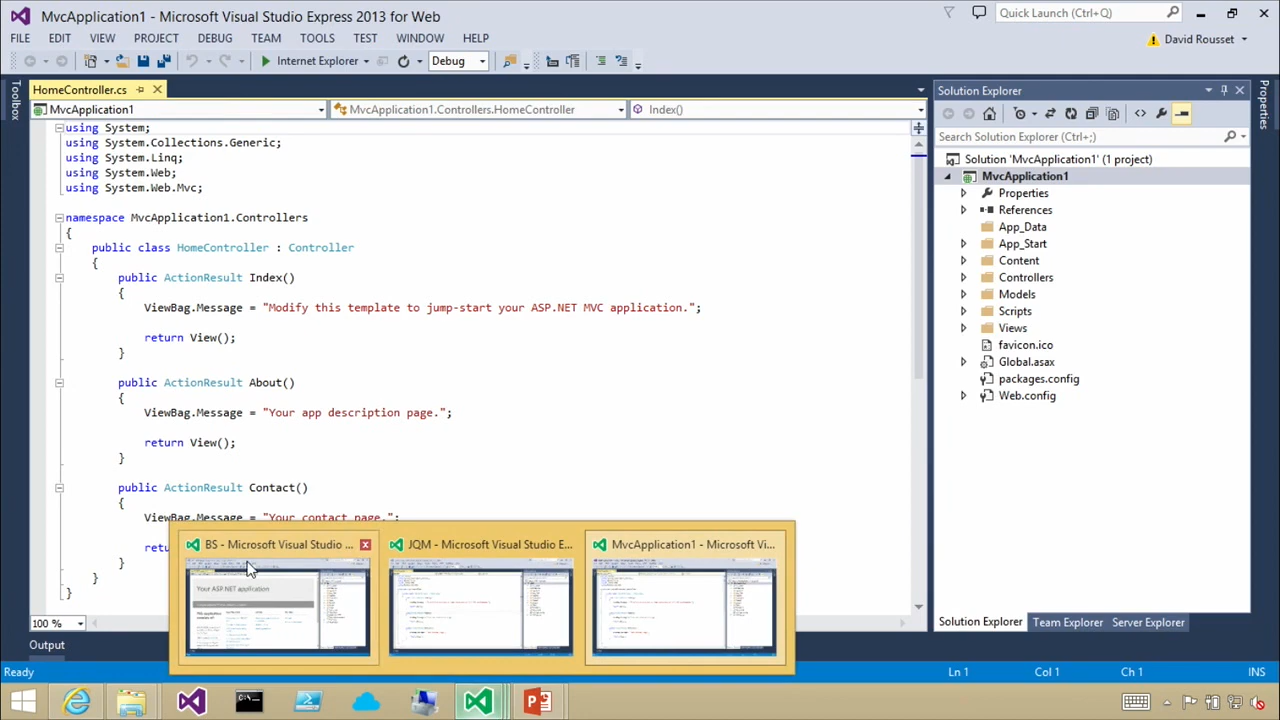 MvcApplication1 - Microsoft Visual Studio Express 2013 for Web
Quick Launch (Ctrl+Q)
FILE EDIT VIEW PROJECT DEBUG TEAM TOOLS TEST WINDOW HELP
David Rousset
Internet Explorer
Debug
Toolbox
HomeController.cs
MvcApplication1
MvcApplication1.Controllers.HomeController
Index()
using System;
using System.Collections.Generic;
using System.Linq;
using System.Web;
using System.Web.Mvc;
namespace MvcApplication1.Controllers
{
public class HomeController : Controller
{
public ActionResult Index()
{
ViewBag.Message = "Modify this template to jump-start your ASP.NET MVC application.";
return View();
}
public ActionResult About()
{
ViewBag.Message = "Your app description page.";
return View();
}
public ActionResult Contact()
{
ViewBag.Message = "Your contact page.";
retu
}
}
}
100 %
Solution Explorer
Search Solution Explorer (Ctrl+;)
Solution 'MvcApplication1' (1 project)
MvcApplication1
Properties
References
App_Data
App_Start
Content
Controllers
Models
Scripts
Views
favicon.ico
Global.asax
packages.config
Web.config
Solution Explorer Team Explorer Server Explorer
Properties
BS - Microsoft Visual Studio ...
JQM - Microsoft Visual Studio E...
MvcApplication1 - Microsoft Vi...
Your ASP.NET application
Output
Ready
Ln 1
Col 1
Ch 1
INS